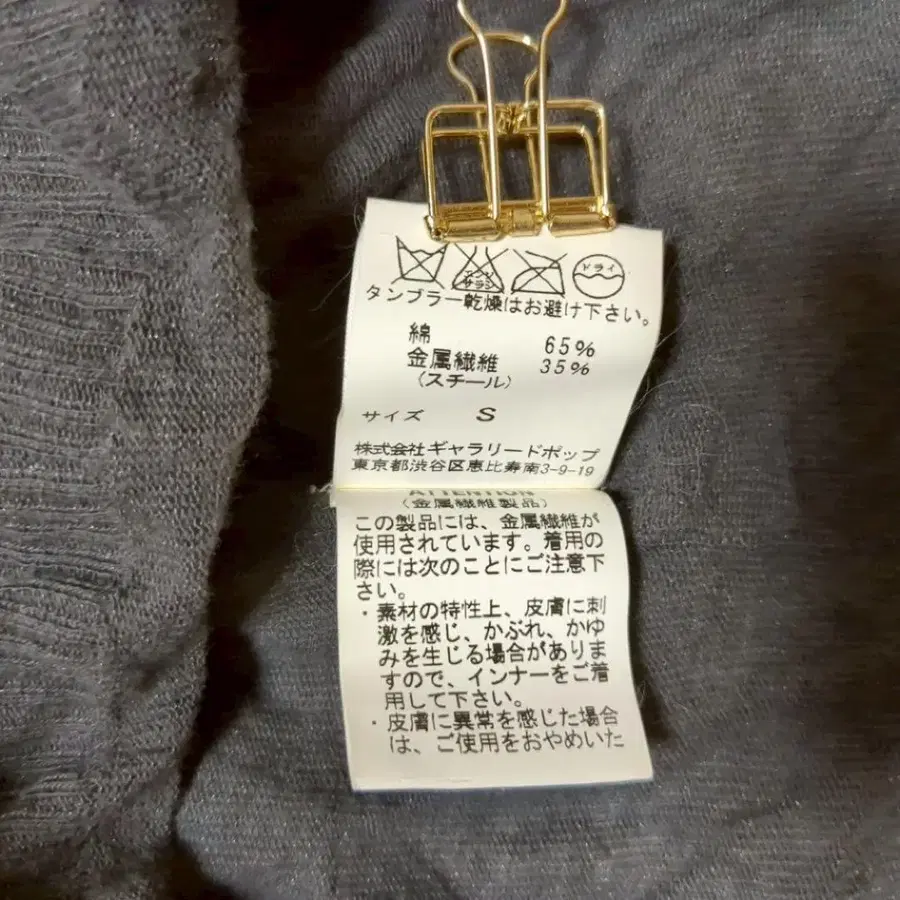 エンソ
サラシ
ドライ
タンブラー乾燥はお避け下さい。
綿 65%
金属繊維 35%
(スチール)
サイズ S
株式会社ギャラリードポップ
東京都渋谷区恵比寿南3-9-19
ATTENTION
(金属繊維製品)
この製品には、金属繊維が
使用されています。着用の
際には次のことにご注意下
さい。
・素材の特性上、皮膚に刺
激を感じ、かぶれ、かゆ
みを生じる場合がありま
すので、インナーをご着
用して下さい。
・皮膚に異常を感じた場合
は、ご使用をおやめいた